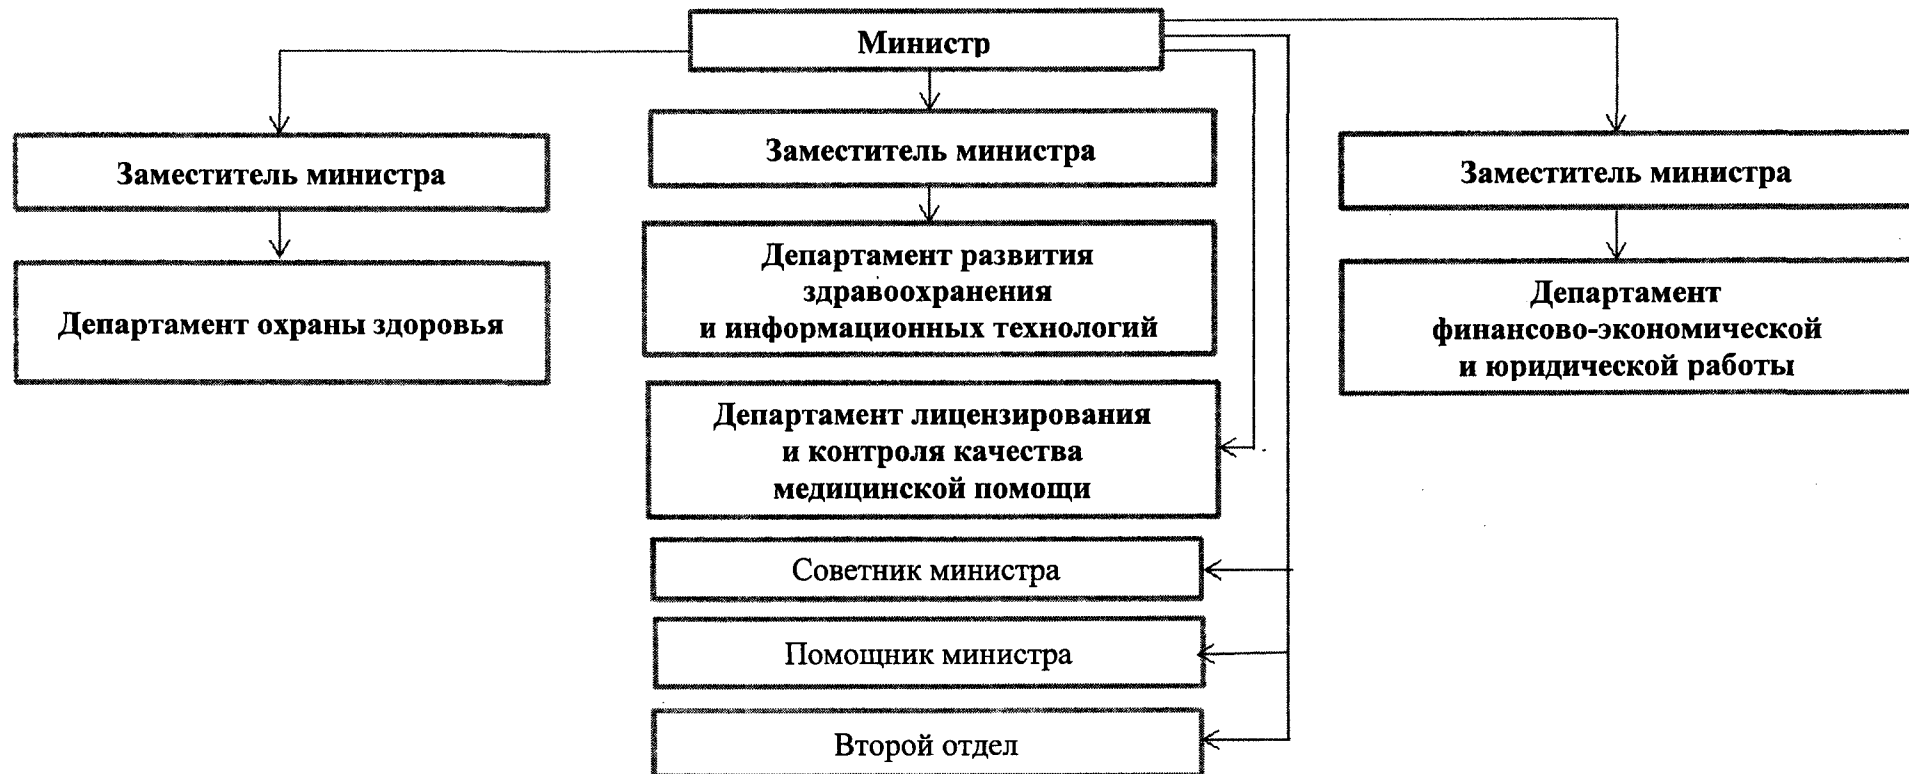 Министр
Заместитель министра
Заместитель министра
Заместитель министра
Департамент охраны здоровья
Департамент развития
здравоохранения
и информационных технологий
Департамент
финансово-экономической
и юридической работы
Департамент лицензирования
и контроля качества
медицинской помощи
Советник министра
Помощник министра
Второй отдел